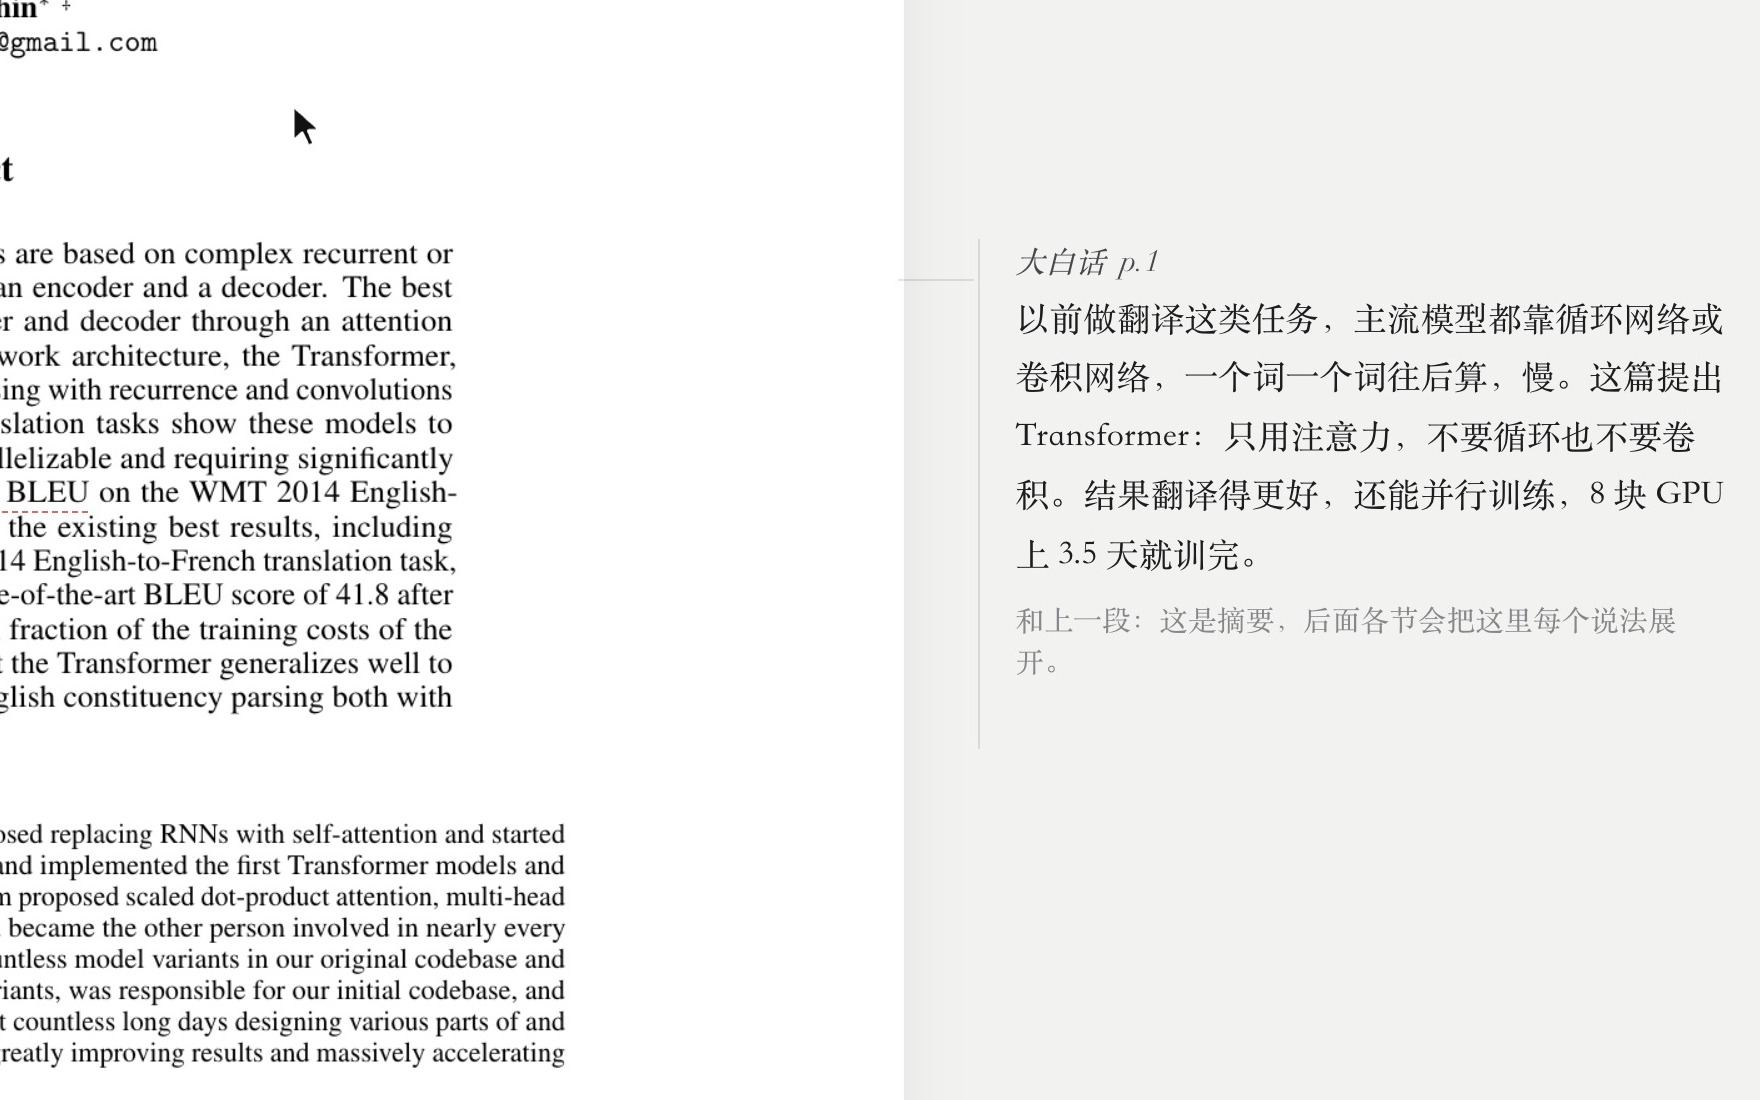 hin* ‡
@gmail.com
ct
s are based on complex recurrent or
an encoder and a decoder. The best
er and decoder through an attention
work architecture, the Transformer,
sing with recurrence and convolutions
slation tasks show these models to
llelizable and requiring significantly
BLEU on the WMT 2014 English-
the existing best results, including
14 English-to-French translation task,
e-of-the-art BLEU score of 41.8 after
fraction of the training costs of the
t the Transformer generalizes well to
glish constituency parsing both with
osed replacing RNNs with self-attention and started
and implemented the first Transformer models and
m proposed scaled dot-product attention, multi-head
became the other person involved in nearly every
untless model variants in our original codebase and
riants, was responsible for our initial codebase, and
t countless long days designing various parts of and
greatly improving results and massively accelerating
大白话 p.1
以前做翻译这类任务，主流模型都靠循环网络或
卷积网络，一个词一个词往后算，慢。这篇提出
Transformer：只用注意力，不要循环也不要卷
积。结果翻译得更好，还能并行训练，8 块 GPU
上 3.5 天就训完。
和上一段：这是摘要，后面各节会把这里每个说法展
开。